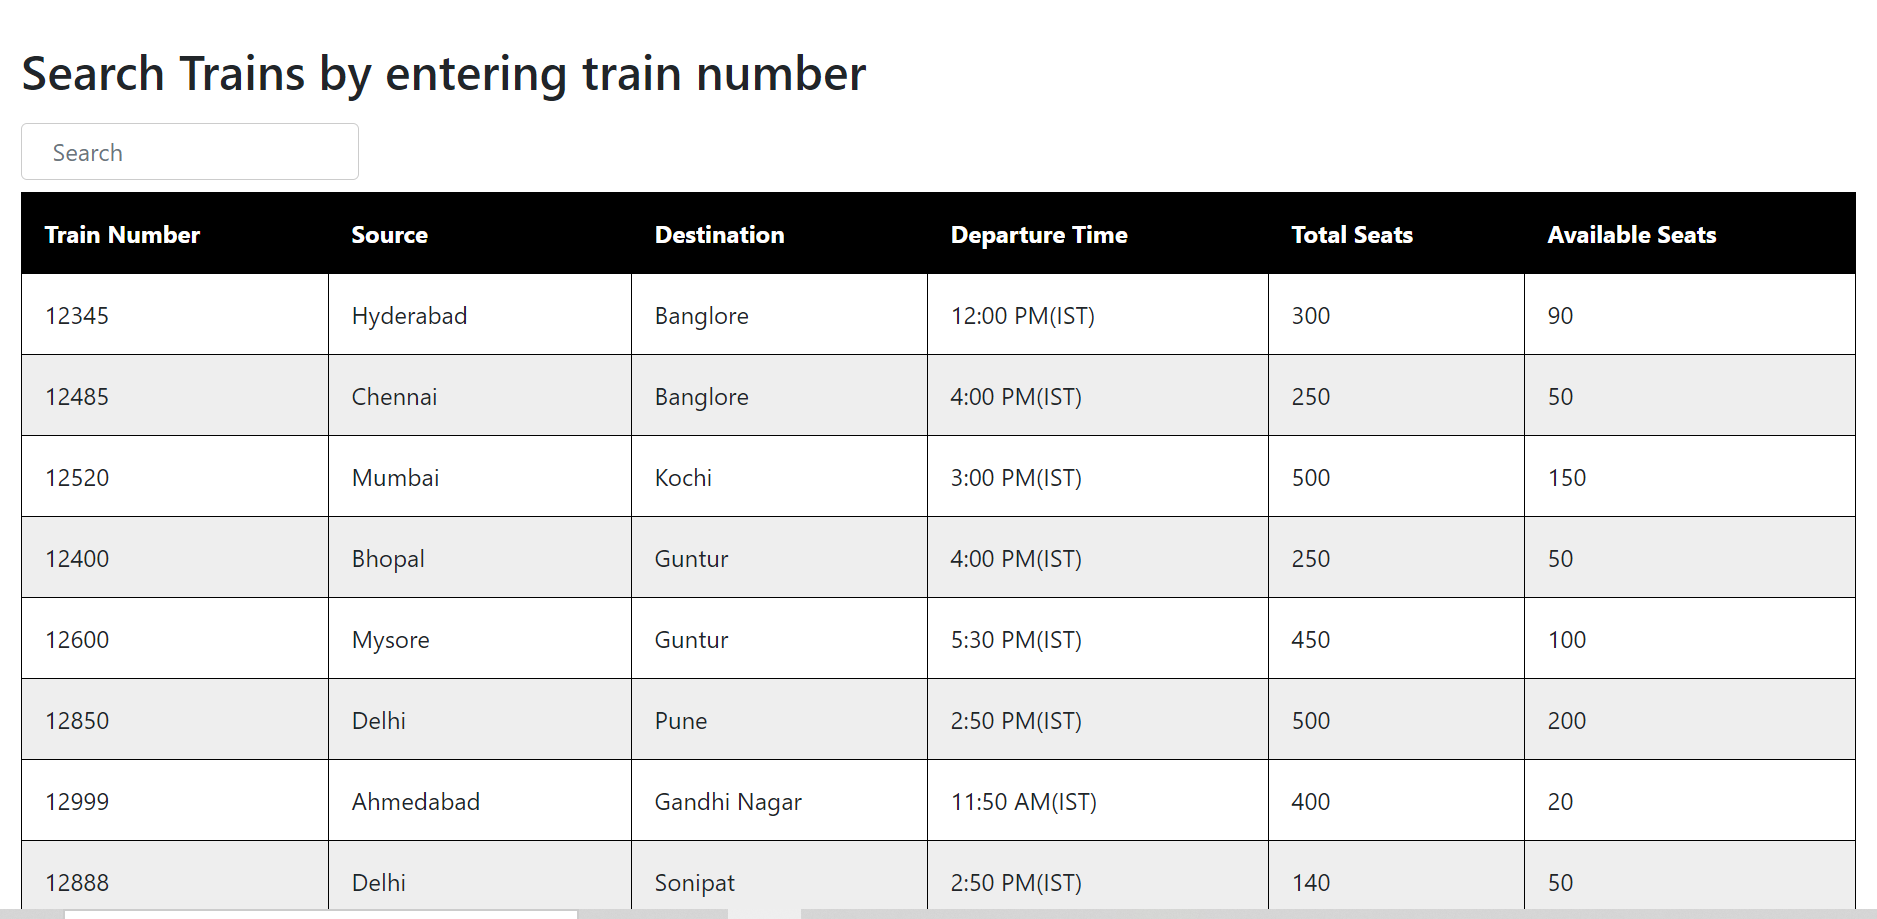 Search Trains by entering train number
Search
Train Number Source Destination Departure Time Total Seats Available Seats
12345 Hyderabad Banglore 12:00 PM(IST) 300 90
12485 Chennai Banglore 4:00 PM(IST) 250 50
12520 Mumbai Kochi 3:00 PM(IST) 500 150
12400 Bhopal Guntur 4:00 PM(IST) 250 50
12600 Mysore Guntur 5:30 PM(IST) 450 100
12850 Delhi Pune 2:50 PM(IST) 500 200
12999 Ahmedabad Gandhi Nagar 11:50 AM(IST) 400 20
12888 Delhi Sonipat 2:50 PM(IST) 140 50